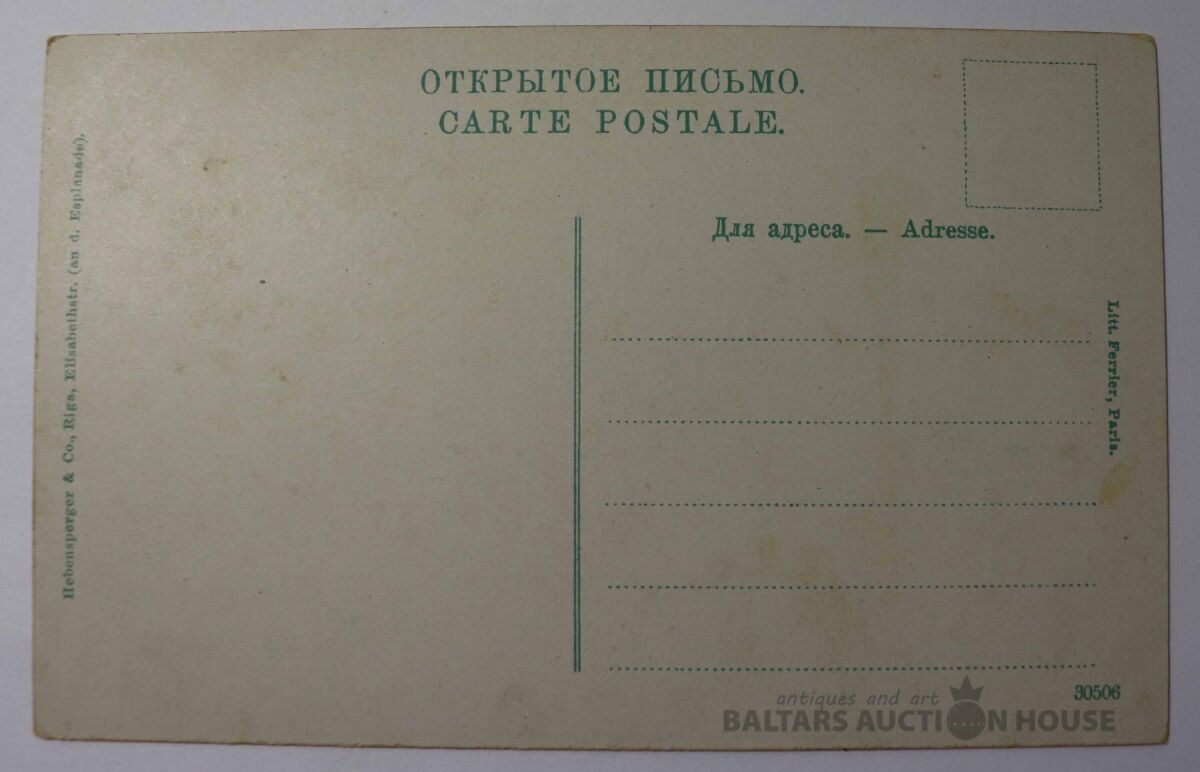 ОТКРЫТОЕ ПИСЬМО.
CARTE POSTALE.
Для адреса. — Adresse.
Hebensperger & Co., Riga, Elisabethstr. (an d. Esplanade).
Litt. Ferrier, Paris.
30506
antiques and art
BALTARS AUCTION HOUSE